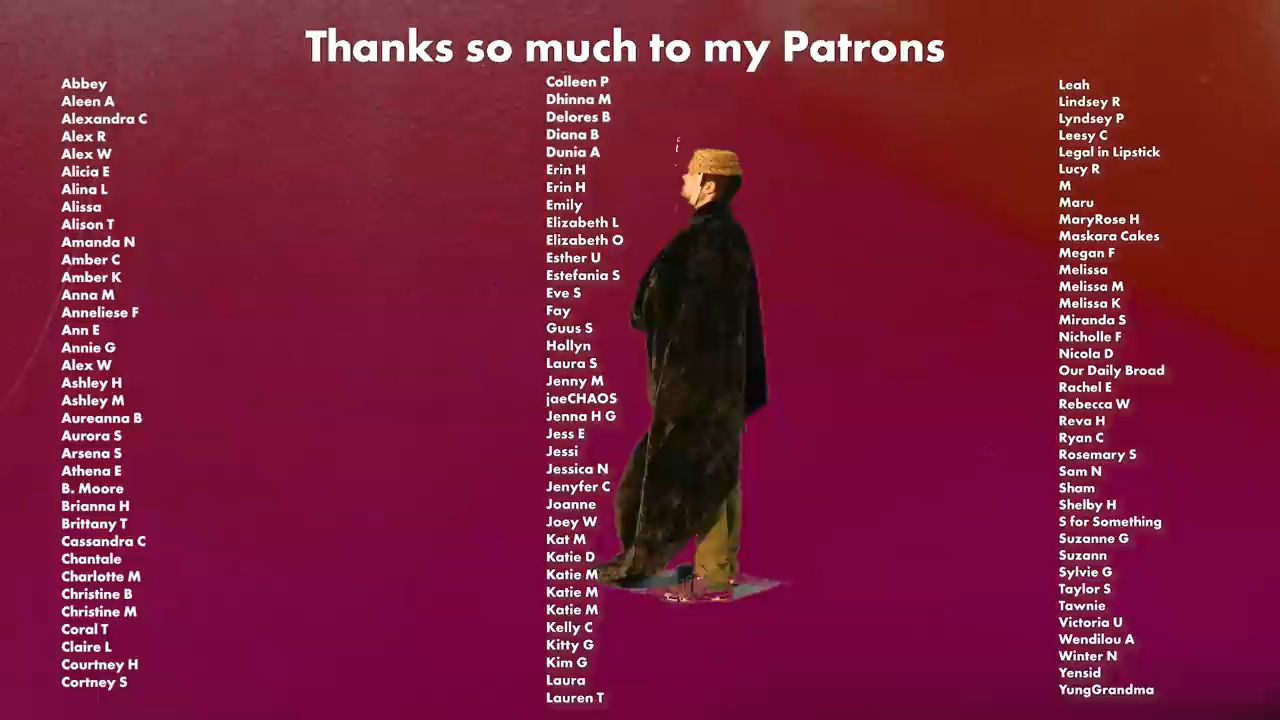 Thanks so much to my Patrons
Abbey
Aleen A
Alexandra C
Alex R
Alex W
Alicia E
Alina L
Alissa
Alison T
Amanda N
Amber C
Amber K
Anna M
Anneliese F
Ann E
Annie G
Alex W
Ashley H
Ashley M
Aureanna B
Aurora S
Arsena S
Athena E
B. Moore
Brianna H
Brittany T
Cassandra C
Chantale
Charlotte M
Christine B
Christine M
Coral T
Claire L
Courtney H
Cortney S
Colleen P
Dhinna M
Delores B
Diana B
Dunia A
Erin H
Erin H
Emily
Elizabeth L
Elizabeth O
Esther U
Estefania S
Eve S
Fay
Guus S
Hollyn
Laura S
Jenny M
jaeCHAOS
Jenna H G
Jess E
Jessi
Jessica N
Jenyfer C
Joanne
Joey W
Kat M
Katie D
Katie M
Katie M
Katie M
Kelly C
Kitty G
Kim G
Laura
Lauren T
Leah
Lindsey R
Lyndsey P
Leesy C
Legal in Lipstick
Lucy R
M
Maru
MaryRose H
Maskara Cakes
Megan F
Melissa
Melissa M
Melissa K
Miranda S
Nicholle F
Nicola D
Our Daily Broad
Rachel E
Rebecca W
Reva H
Ryan C
Rosemary S
Sam N
Sham
Shelby H
S for Something
Suzanne G
Suzann
Sylvie G
Taylor S
Tawnie
Victoria U
Wendilou A
Winter N
Yensid
YungGrandma